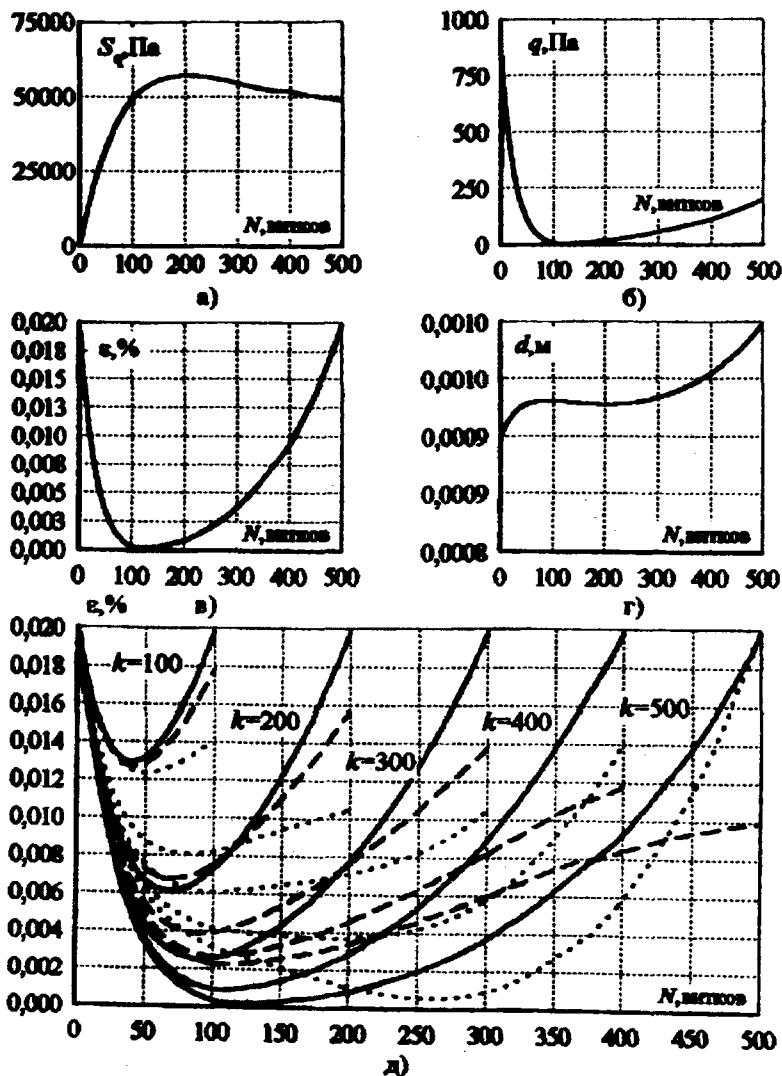 75000
S_q, Па
50000
25000
0
N, витков
0 100 200 300 400 500
а)
1000
q, Па
750
500
250
0
N, витков
0 100 200 300 400 500
б)
0,020
0,018
0,015
0,013
0,010
0,008
0,005
0,003
0,000
ε, %
N, витков
0 100 200 300 400 500
в)
0,0010
0,0010
0,0009
0,0009
0,0008
d, м
N, витков
0 100 200 300 400 500
г)
ε, %
0,020
0,018
0,016
0,014
0,012
0,010
0,008
0,006
0,004
0,002
0,000
k=100
k=200
k=300
k=400
k=500
N, витков
0 50 100 150 200 250 300 350 400 450 500
д)